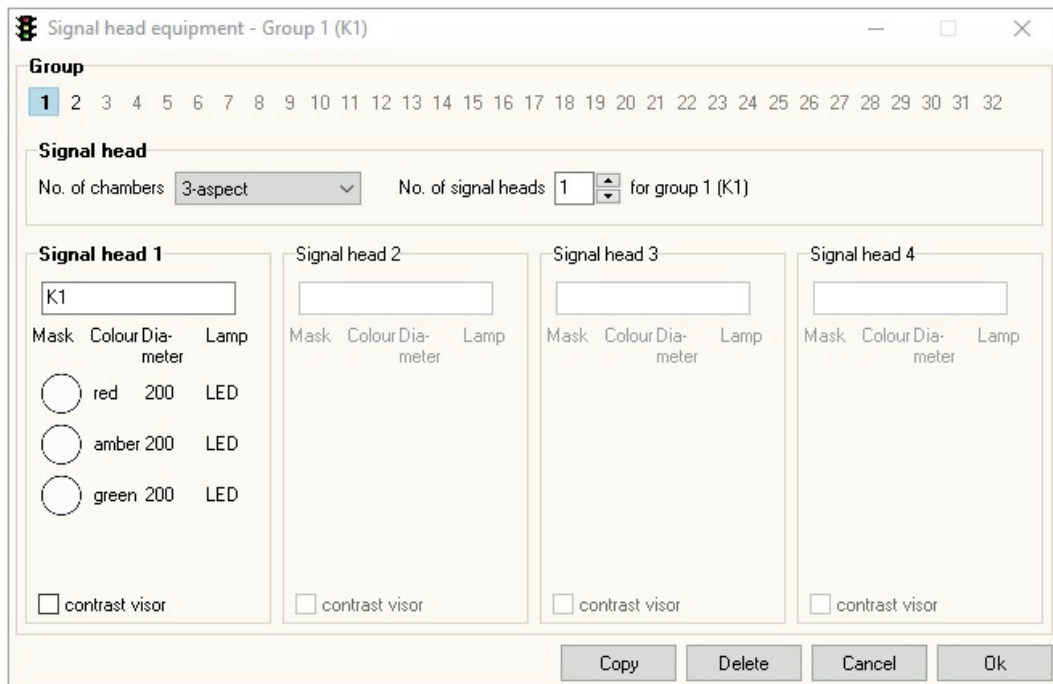 Signal head equipment - Group 1 (K1)
Group
1 2 3 4 5 6 7 8 9 10 11 12 13 14 15 16 17 18 19 20 21 22 23 24 25 26 27 28 29 30 31 32
Signal head
No. of chambers 3-aspect No. of signal heads 1 for group 1 (K1)
Signal head 1 Signal head 2 Signal head 3 Signal head 4
K1
Mask Colour Dia- Lamp Mask Colour Dia- Lamp Mask Colour Dia- Lamp Mask Colour Dia- Lamp
meter meter meter meter
red 200 LED
amber 200 LED
green 200 LED
contrast visor contrast visor contrast visor contrast visor
Copy Delete Cancel Ok